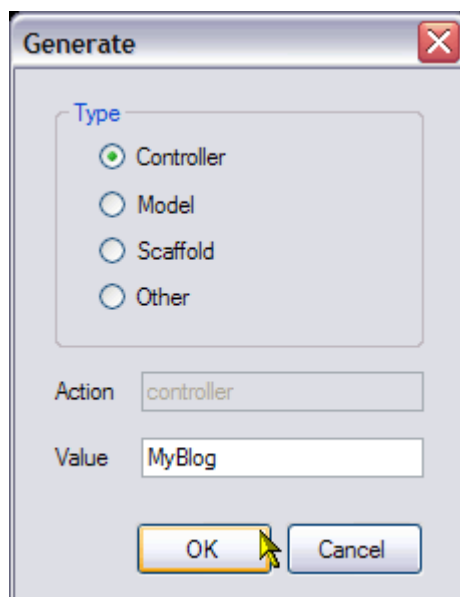 Generate
Type
Controller
Model
Scaffold
Other
Action controller
Value MyBlog
OK Cancel